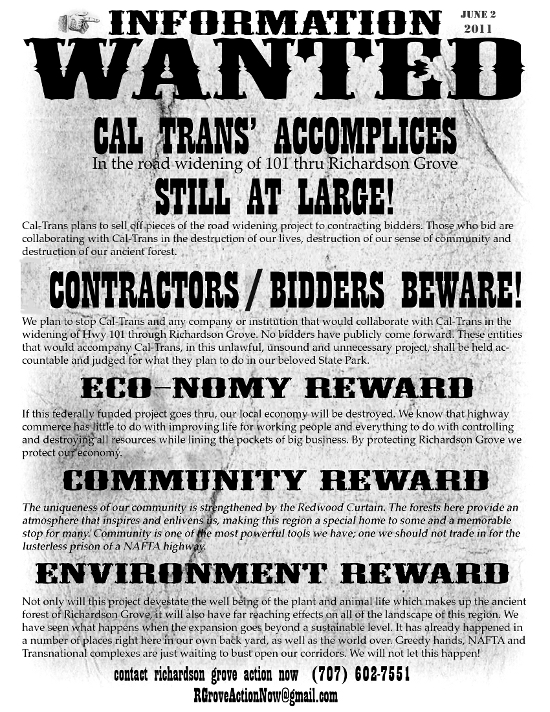 INFORMATION
JUNE 2
2011
WANTED
CAL TRANS' ACCOMPLICES
In the road widening of 101 thru Richardson Grove
STILL AT LARGE!
Cal-Trans plans to sell off pieces of the road widening project to contracting bidders. Those who bid are
collaborating with Cal-Trans in the destruction of our lives, destruction of our sense of community and
destruction of our ancient forest.
CONTRACTORS / BIDDERS BEWARE!
We plan to stop Cal-Trans and any company or institution that would collaborate with Cal-Trans in the
widening of Hwy 101 through Richardson Grove. No bidders have publicly come forward. These entities
that would accompany Cal-Trans, in this unlawful, unsound and unnecessary project, shall be held ac-
countable and judged for what they plan to do in our beloved State Park.
ECO-NOMY REWARD
If this federally funded project goes thru, our local economy will be destroyed. We know that highway
commerce has little to do with improving life for working people and everything to do with controlling
and destroying all resources while lining the pockets of big business. By protecting Richardson Grove we
protect our economy.
COMMUNITY REWARD
The uniqueness of our community is strengthened by the Redwood Curtain. The forests here provide an
atmosphere that inspires and enlivens us, making this region a special home to some and a memorable
stop for many. Community is one of the most powerful tools we have; one we should not trade in for the
lusterless prison of a NAFTA highway.
ENVIRONMENT REWARD
Not only will this project devestate the well being of the plant and animal life which makes up the ancient
forest of Richardson Grove, it will also have far reaching effects on all of the landscape of this region. We
have seen what happens when the expansion goes beyond a sustainable level. It has already happened in
a number of places right here in our own back yard, as well as the world over. Greedy hands, NAFTA and
Transnational complexes are just waiting to bust open our corridors. We will not let this happen!
contact richardson grove action now (707) 602-7551
RGroveActionNow@gmail.com